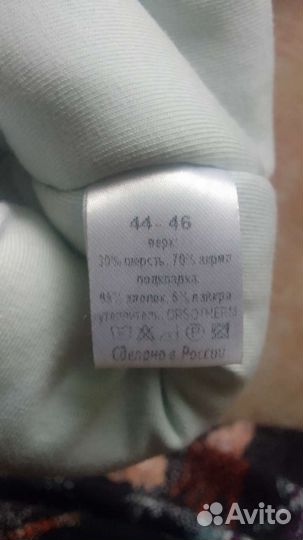 44-46
верх:
30% шерсть, 70% акрил
подкладка:
95% хлопок, 5% лайкра
утеплитель: ORSOTHERM
P
Сделано в России
Avito